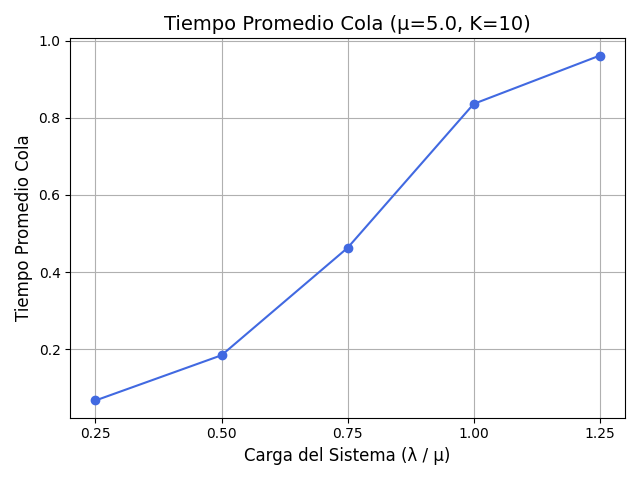 Tiempo Promedio Cola (μ=5.0, K=10)
1.0
0.8
0.6
0.4
0.2
Tiempo Promedio Cola
0.25 0.50 0.75 1.00 1.25
Carga del Sistema (λ / μ)